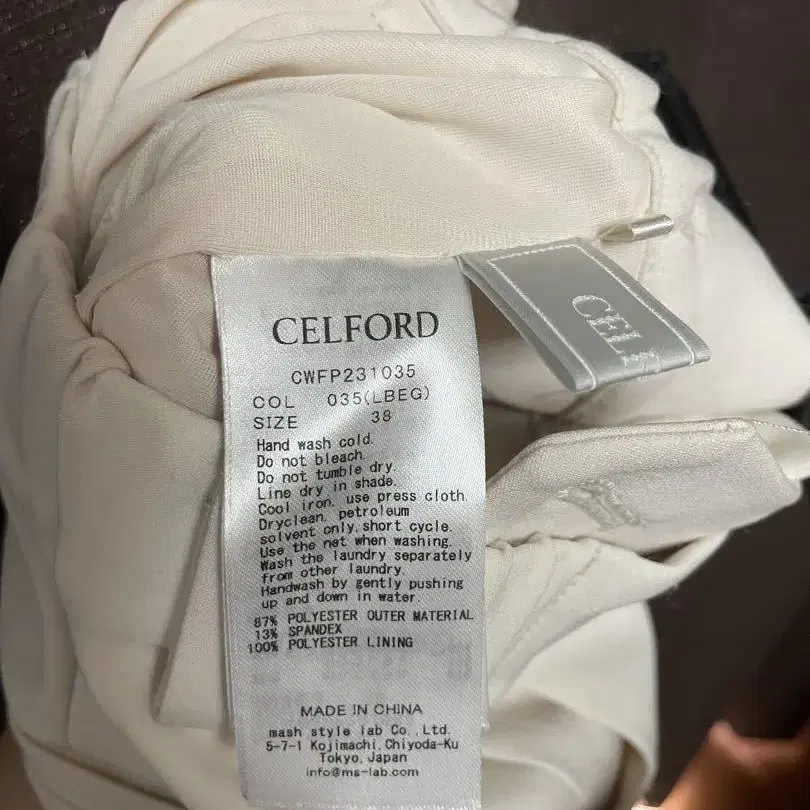 CELFORD
CWFP231035
COL 035(LBEG)
SIZE 38
Hand wash cold.
Do not bleach.
Do not tumble dry.
Line dry in shade.
Cool iron, use press cloth.
Dryclean, petroleum
solvent only, short cycle.
Use the net when washing.
Wash the laundry separately
from other laundry.
Handwash by gently pushing
up and down in water.
87% POLYESTER OUTER MATERIAL
13% SPANDEX
100% POLYESTER LINING
MADE IN CHINA
mash style lab Co., Ltd.
5-7-1 Kojimachi, Chiyoda-Ku
Tokyo, Japan
info@ms-lab.com
CEL